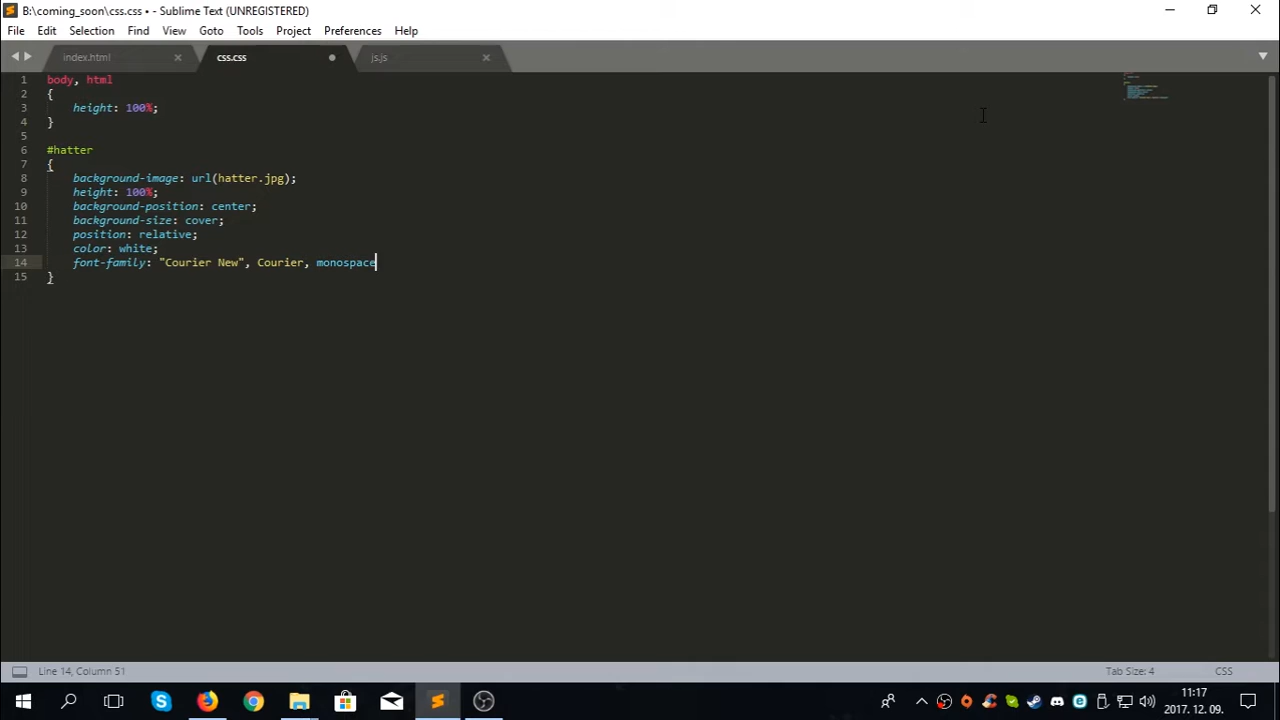 B:\coming_soon\css.css • - Sublime Text (UNREGISTERED)
File Edit Selection Find View Goto Tools Project Preferences Help
index.html css.css js.js
1 body, html
2 {
3 height: 100%;
4 }
5
6 #hatter
7 {
8 background-image: url(hatter.jpg);
9 height: 100%;
10 background-position: center;
11 background-size: cover;
12 position: relative;
13 color: white;
14 font-family: "Courier New", Courier, monospace
15 }
Line 14, Column 51 Tab Size: 4 CSS
11:17
2017. 12. 09.